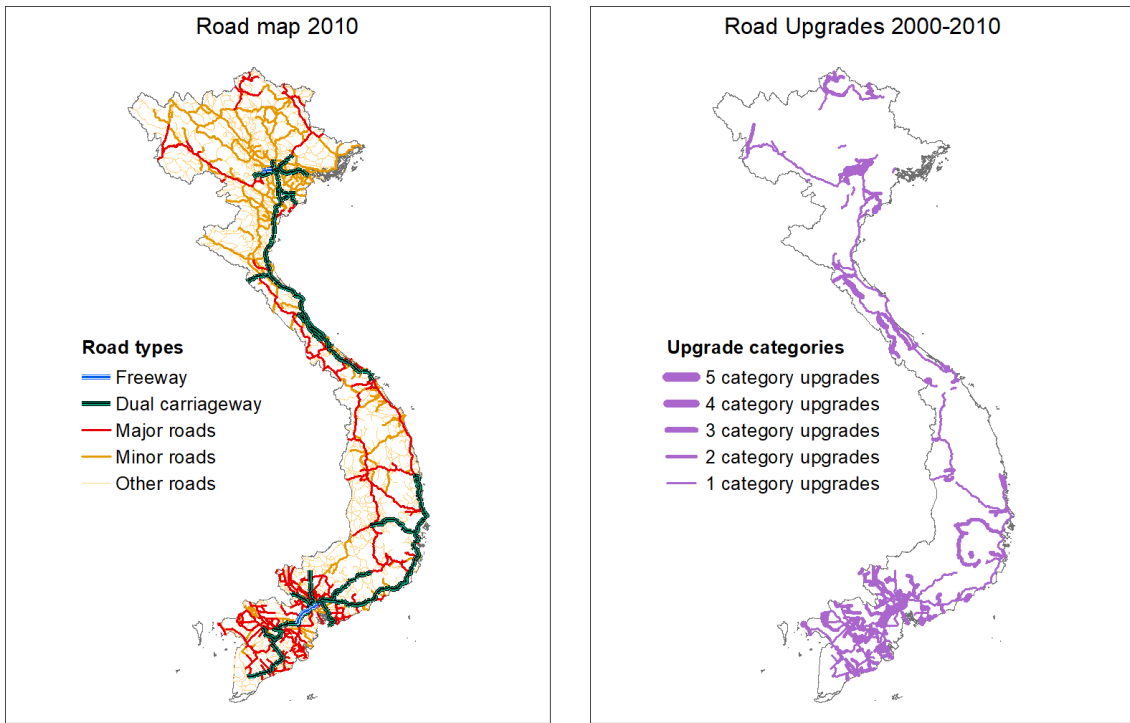 Road map 2010
Road types
Freeway
Dual carriageway
Major roads
Minor roads
Other roads
Road Upgrades 2000-2010
Upgrade categories
5 category upgrades
4 category upgrades
3 category upgrades
2 category upgrades
1 category upgrades